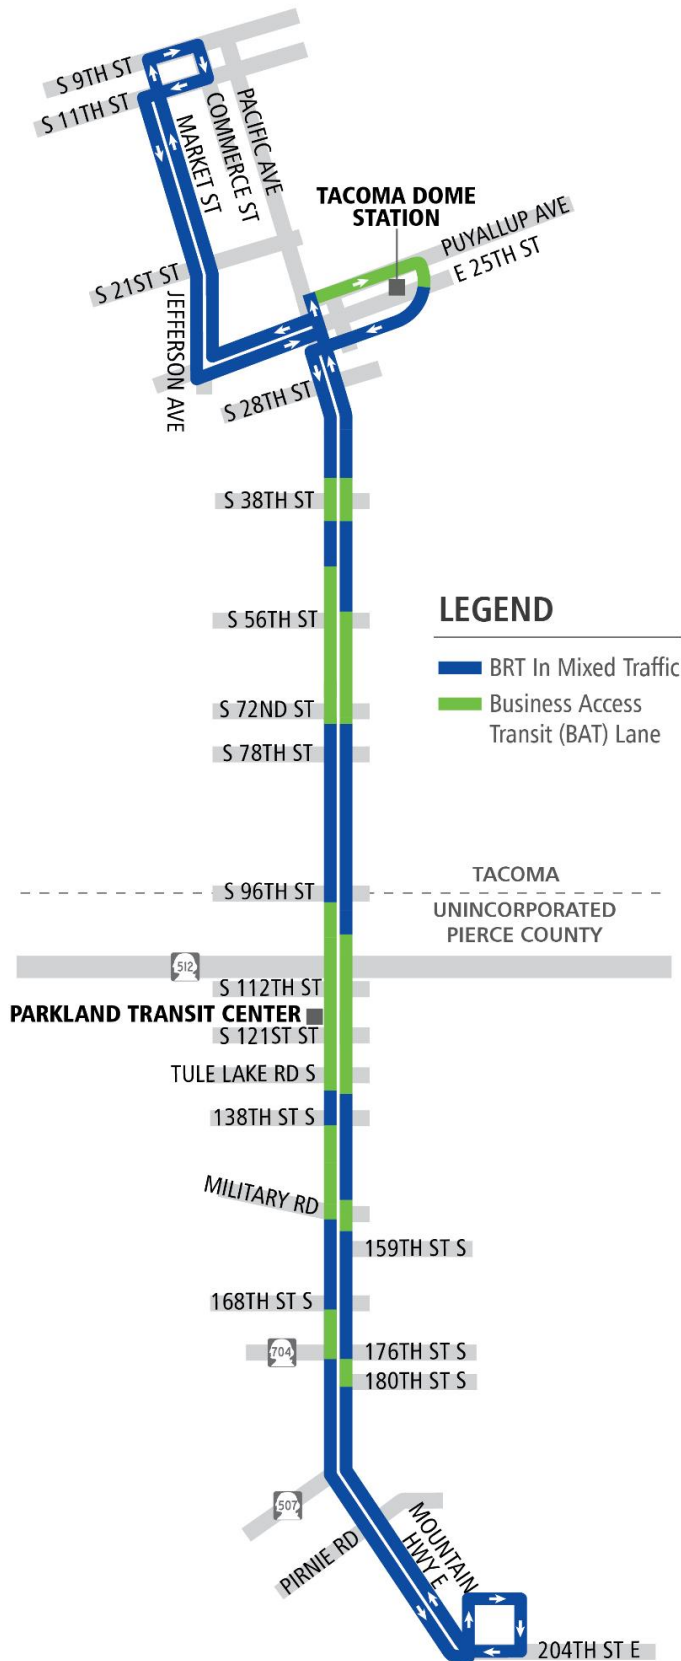 S 9TH ST
S 11TH ST
MARKET ST
COMMERCE ST
PACIFIC AVE
TACOMA DOME
STATION
PUYALLUP AVE
E 25TH ST
S 21ST ST
JEFFERSON AVE
S 28TH ST
S 38TH ST
S 56TH ST
LEGEND
BRT In Mixed Traffic
Business Access
Transit (BAT) Lane
S 72ND ST
S 78TH ST
S 96TH ST
TACOMA
UNINCORPORATED
PIERCE COUNTY
512
S 112TH ST
PARKLAND TRANSIT CENTER
S 121ST ST
TULE LAKE RD S
138TH ST S
MILITARY RD
159TH ST S
168TH ST S
704
176TH ST S
180TH ST S
507
PIRNIE RD
MOUNTAIN
HWY E
204TH ST E